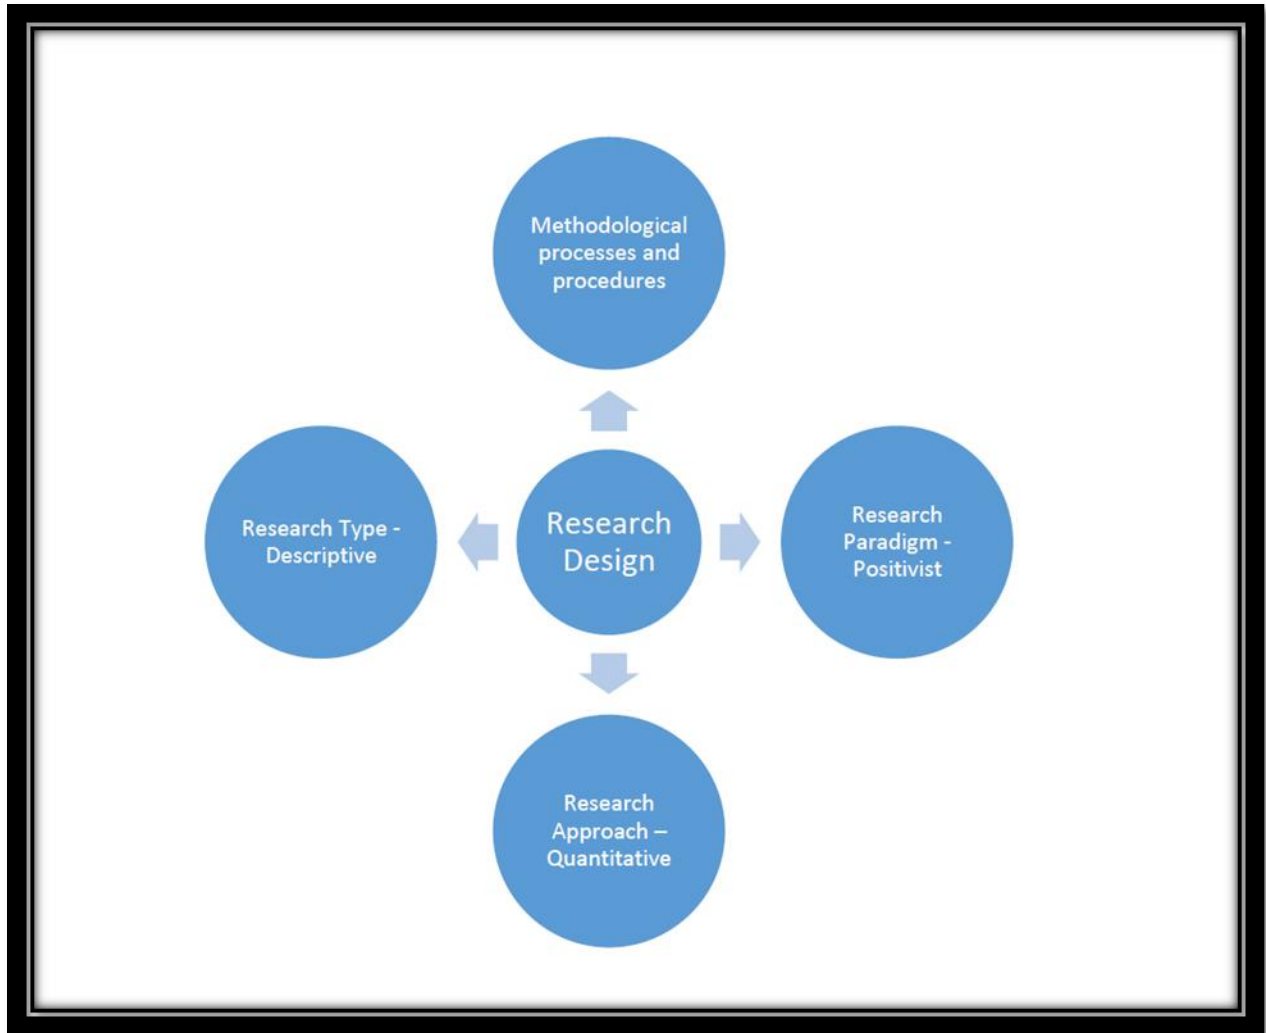 Methodological
processes and
procedures
Research Type -
Descriptive
Research
Design
Research
Paradigm -
Positivist
Research
Approach –
Quantitative